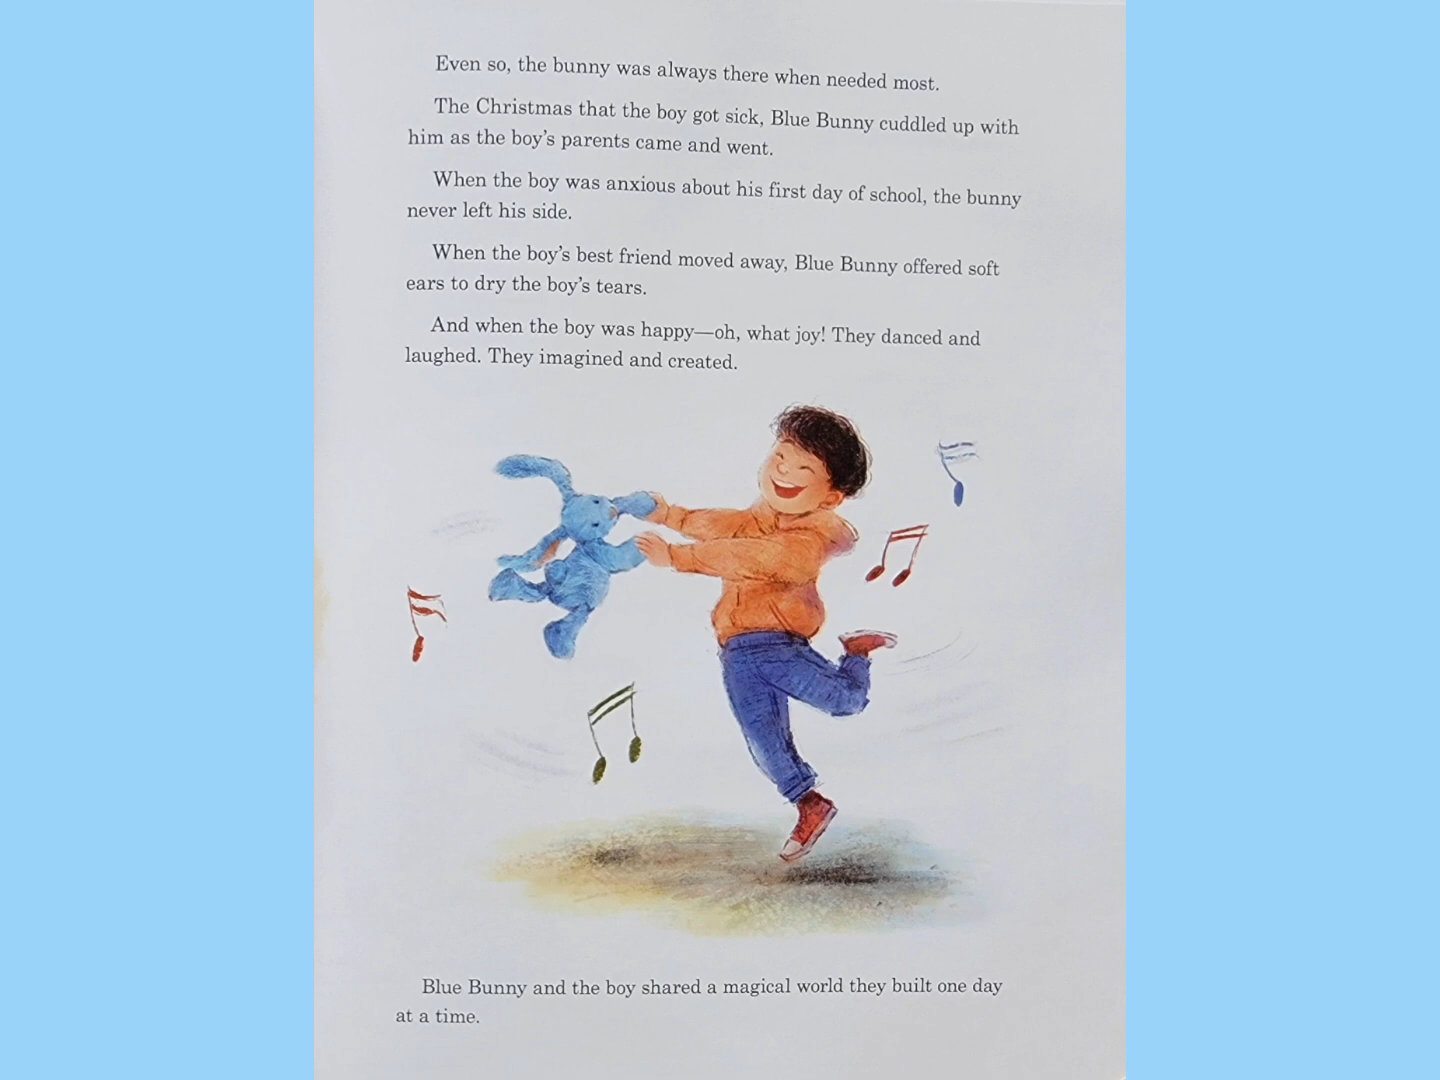 Even so, the bunny was always there when needed most.
The Christmas that the boy got sick, Blue Bunny cuddled up with
him as the boy’s parents came and went.
When the boy was anxious about his first day of school, the bunny
never left his side.
When the boy’s best friend moved away, Blue Bunny offered soft
ears to dry the boy’s tears.
And when the boy was happy—oh, what joy! They danced and
laughed. They imagined and created.
Blue Bunny and the boy shared a magical world they built one day
at a time.